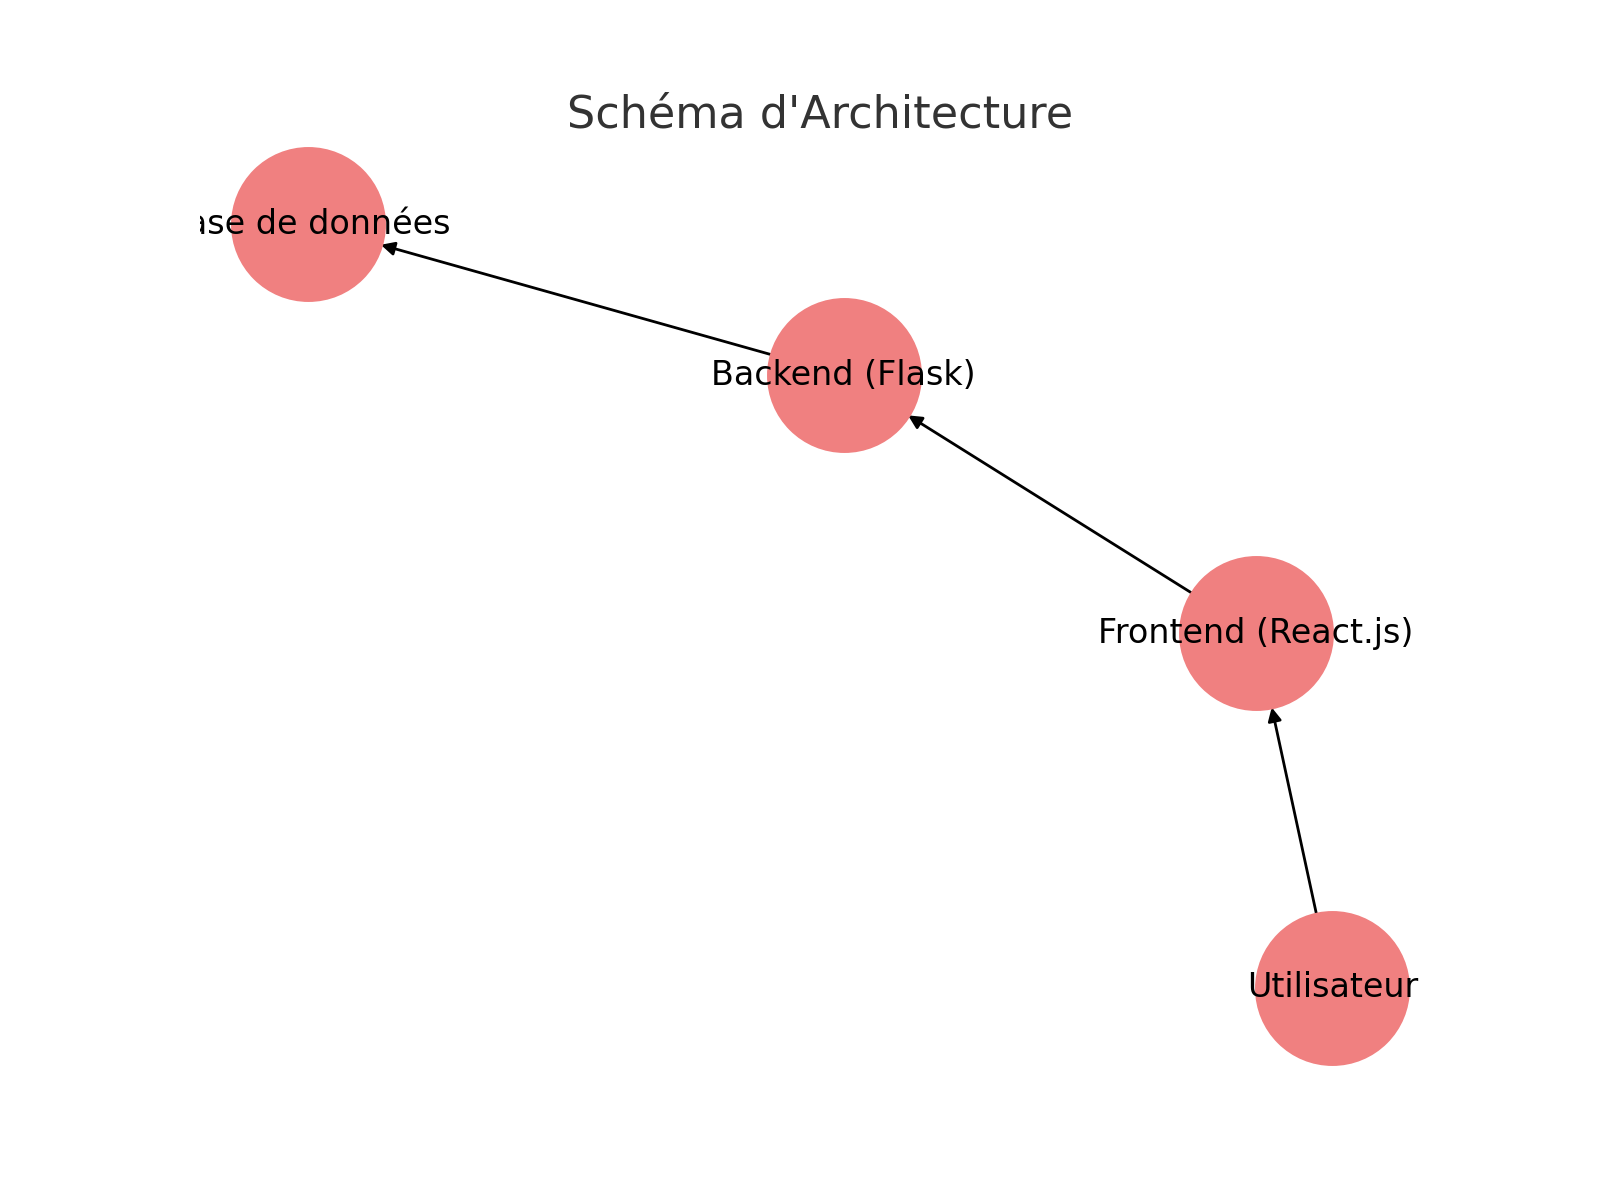 Schéma d'Architecture
ase de données
Backend (Flask)
Frontend (React.js)
Utilisateur